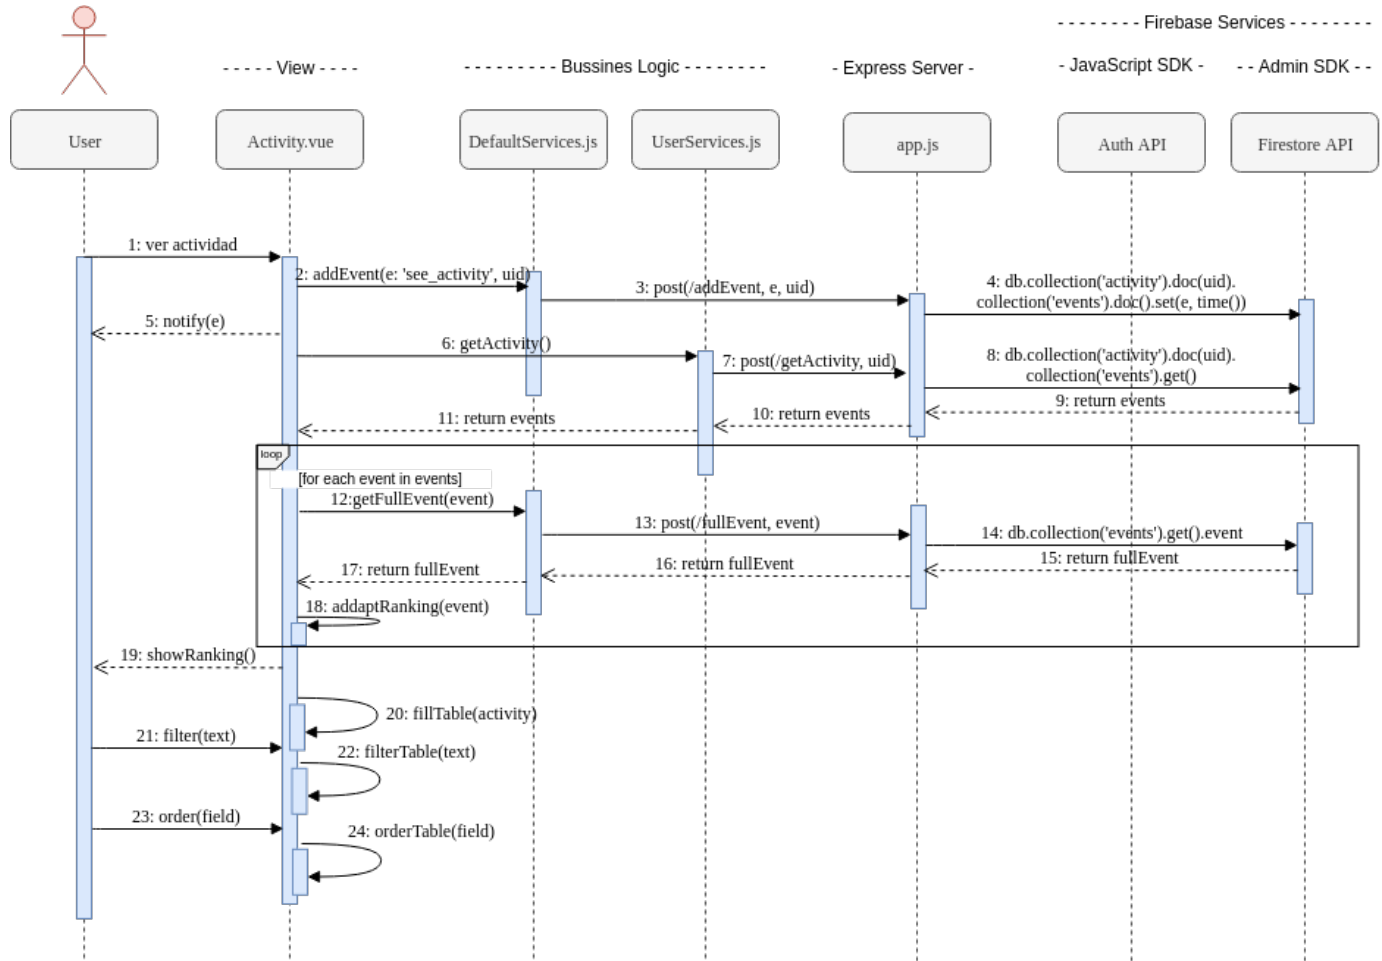 - - - - - - - - Firebase Services - - - - - - - -
- - - - - View - - - -
- - - - - - - - - Bussines Logic - - - - - - - -
- Express Server -
- JavaScript SDK -
- - Admin SDK - -
User
Activity.vue
DefaultServices.js
UserServices.js
app.js
Auth API
Firestore API
1: ver actividad
2: addEvent(e: 'see_activity', uid)
3: post(/addEvent, e, uid)
4: db.collection('activity').doc(uid).
collection('events').doc().set(e, time())
5: notify(e)
6: getActivity()
7: post(/getActivity, uid)
8: db.collection('activity').doc(uid).
collection('events').get()
9: return events
10: return events
11: return events
loop
[for each event in events]
12:getFullEvent(event)
13: post(/fullEvent, event)
14: db.collection('events').get().event
15: return fullEvent
16: return fullEvent
17: return fullEvent
18: addaptRanking(event)
19: showRanking()
20: fillTable(activity)
21: filter(text)
22: filterTable(text)
23: order(field)
24: orderTable(field)